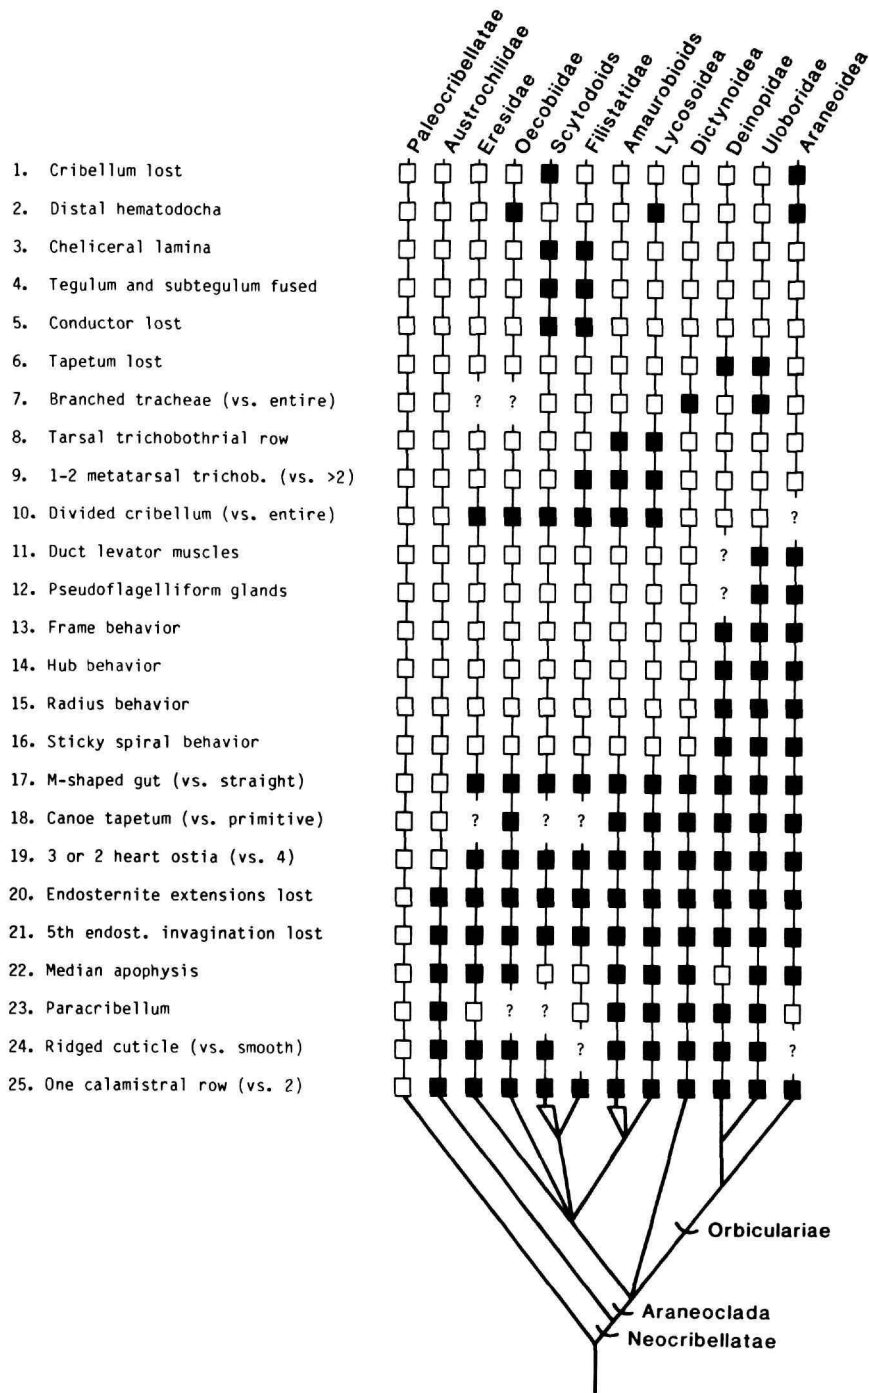 Paleocribellatae
Austrochilidae
Eresidae
Oecobiidae
Scytodoids
Filistatidae
Amaurobioids
Lycosoidea
Dictynoidea
Deinopidae
Uloboridae
Araneoidea
1. Cribellum lost
2. Distal hematodocha
3. Cheliceral lamina
4. Tegulum and subtegulum fused
5. Conductor lost
6. Tapetum lost
7. Branched tracheae (vs. entire) ? ?
8. Tarsal trichobothrial row
9. 1-2 metatarsal trichob. (vs. >2)
10. Divided cribellum (vs. entire) ?
11. Duct levator muscles ?
12. Pseudoflagelliform glands ?
13. Frame behavior
14. Hub behavior
15. Radius behavior
16. Sticky spiral behavior
17. M-shaped gut (vs. straight)
18. Canoe tapetum (vs. primitive) ? ? ?
19. 3 or 2 heart ostia (vs. 4)
20. Endosternite extensions lost
21. 5th endost. invagination lost
22. Median apophysis
23. Paracribellum ? ?
24. Ridged cuticle (vs. smooth) ? ?
25. One calamistral row (vs. 2)
Orbiculariae
Araneoclada
Neocribellatae